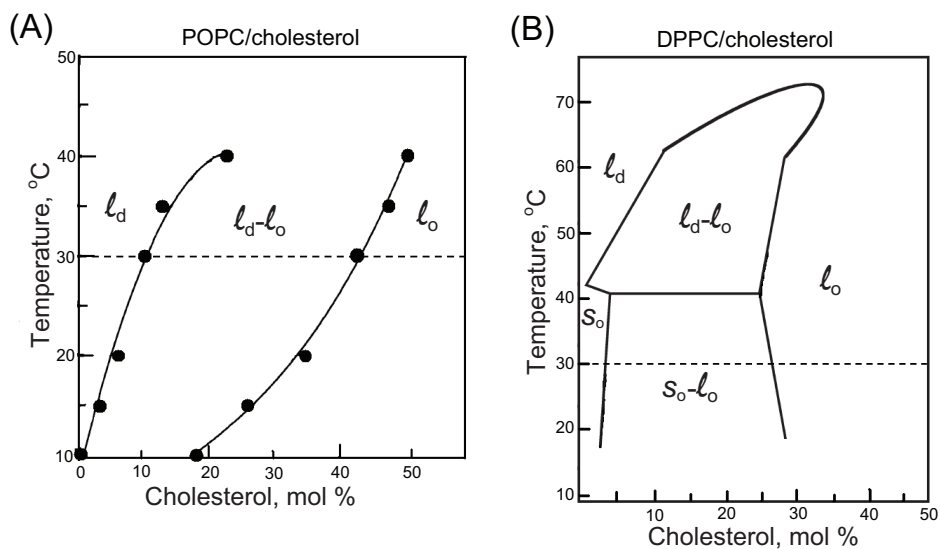 (A)
POPC/cholesterol
50
40
30
20
10
Temperature, °C
ℓd
ℓd-ℓo
ℓo
0
10
20
30
40
50
Cholesterol, mol %
(B)
DPPC/cholesterol
70
60
50
40
30
20
10
Temperature, °C
ℓd
ℓd-ℓo
ℓo
So
So-ℓo
10
20
30
40
50
Cholesterol, mol %